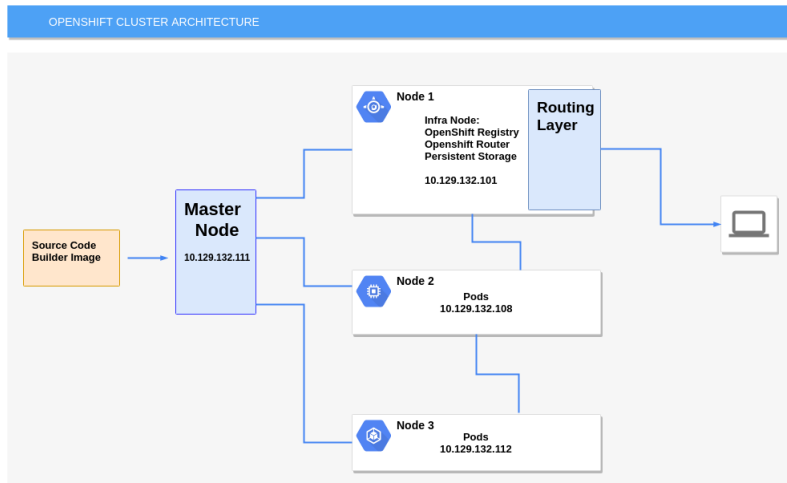 OPENSHIFT CLUSTER ARCHITECTURE
Node 1
Infra Node:
OpenShift Registry
Openshift Router
Persistent Storage
10.129.132.101
Routing
Layer
Master
Node
10.129.132.111
Source Code
Builder Image
Node 2
Pods
10.129.132.108
Node 3
Pods
10.129.132.112